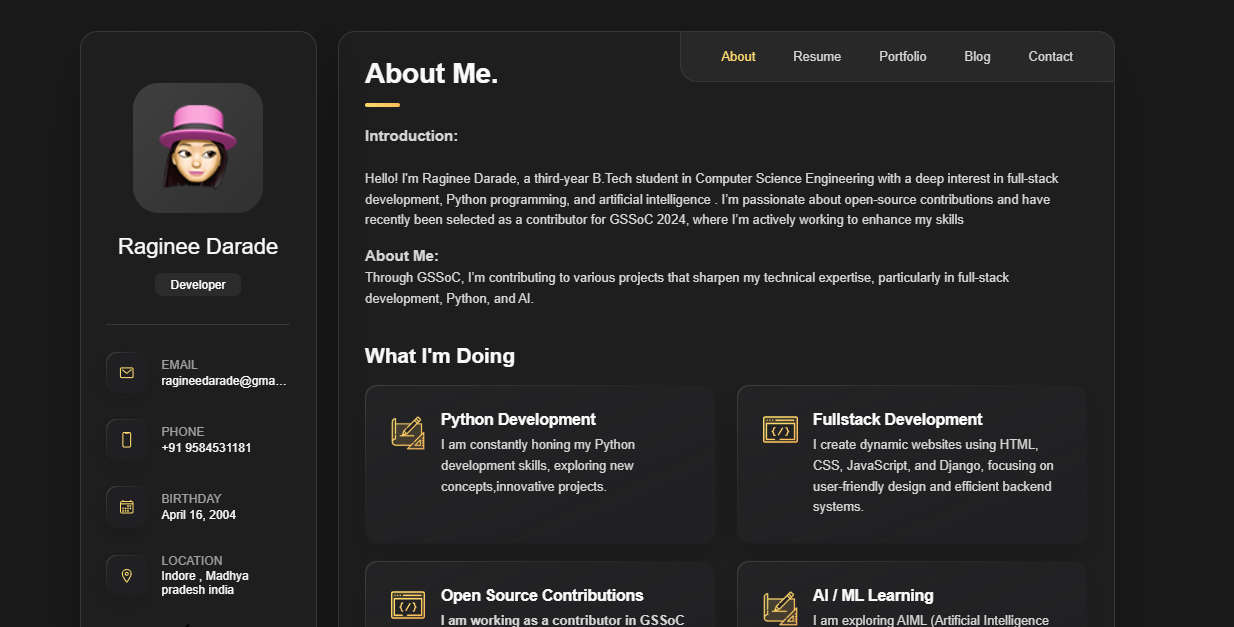 About
Resume
Portfolio
Blog
Contact
Raginee Darade
Developer
EMAIL
ragineedarade@gma...
PHONE
+91 9584531181
BIRTHDAY
April 16, 2004
LOCATION
Indore , Madhya
pradesh india
About Me.
Introduction:
Hello! I'm Raginee Darade, a third-year B.Tech student in Computer Science Engineering with a deep interest in full-stack
development, Python programming, and artificial intelligence . I'm passionate about open-source contributions and have
recently been selected as a contributor for GSSoC 2024, where I'm actively working to enhance my skills
About Me:
Through GSSoC, I'm contributing to various projects that sharpen my technical expertise, particularly in full-stack
development, Python, and AI.
What I'm Doing
Python Development
I am constantly honing my Python
development skills, exploring new
concepts,innovative projects.
Fullstack Development
I create dynamic websites using HTML,
CSS, JavaScript, and Django, focusing on
user-friendly design and efficient backend
systems.
Open Source Contributions
I am working as a contributor in GSSoC
AI / ML Learning
I am exploring AIML (Artificial Intelligence